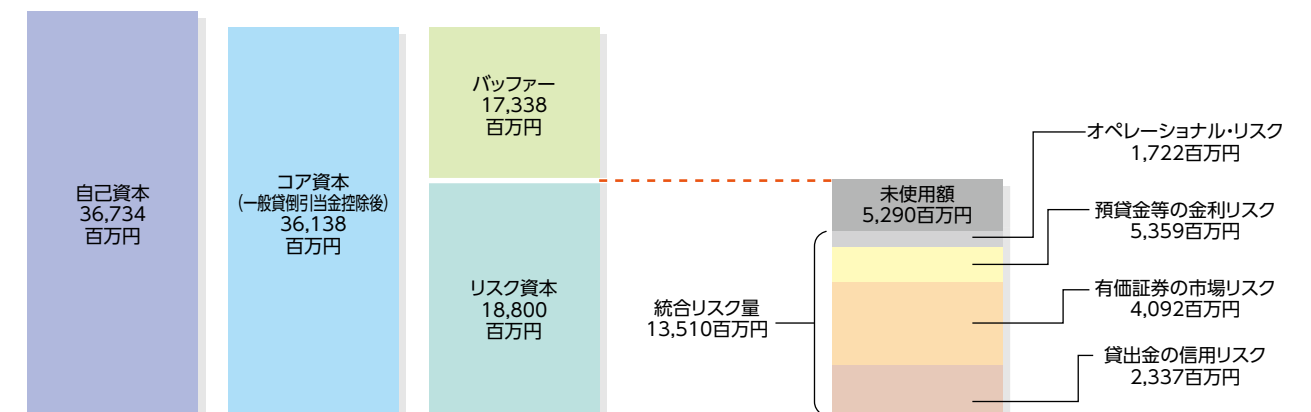 自己資本
36,734
百万円
コア資本
(一般貸倒引当金控除後)
36,138
百万円
バッファー
17,338
百万円
リスク資本
18,800
百万円
統合リスク量
13,510百万円
未使用額
5,290百万円
オペレーショナル・リスク
1,722百万円
預貸金等の金利リスク
5,359百万円
有価証券の市場リスク
4,092百万円
貸出金の信用リスク
2,337百万円